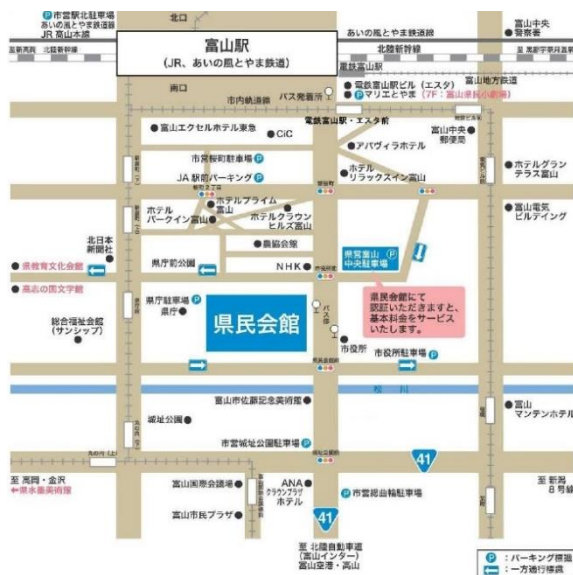 Ⓟ市営駅北駐車場
あいの風とやま鉄道線
JR 高山本線
北口
富山駅
(JR、あいの風とやま鉄道)
あいの風とやま鉄道線
富山中央
警察署
北陸新幹線
北陸新幹線
南口
電鉄富山駅
富山地方鉄道
バス発着所
市内軌道線
電鉄富山駅ビル(エスタ)
Ⓟマリエとやま(7F:富山県民小劇場)
電鉄富山駅・エスタ前
富山エクセルホテル東急
CiC
富山中央
郵便局
アパヴィラホテル
市営桜町駐車場Ⓟ
JA 駅前パーキングⓅ
ホテル
リラックスイン富山
ホテルグラン
テラス富山
ホテルプライム
富山
ホテル
パークイン富山
ホテルクラウン
ヒルズ富山
富山電気
ビルデイング
北日本
新聞社
農協会館
県教育文化会館
県庁前公園
NHK
県営富山
中央駐車場
Ⓟ
高志の国文学館
県庁駐車場Ⓟ
県庁
県民会館
県民会館にて
認証いただきますと、
基本料金をサービス
いたします。
総合福祉会館
(サンシップ)
市役所
市役所駐車場Ⓟ
松川
富山市佐藤記念美術館
富山
マンテンホテル
城址公園
市営城址公園駐車場Ⓟ
41
至 高岡・金沢
←県水墨美術館
富山国際会議場
ANA
クラウンプラザ
ホテル
Ⓟ市営総曲輪駐車場
至 新潟
8号線
富山市民プラザ
41
至 北陸自動車道
(富山インター)
富山空港・高山
Ⓟ:パーキング標識
:一方通行標識